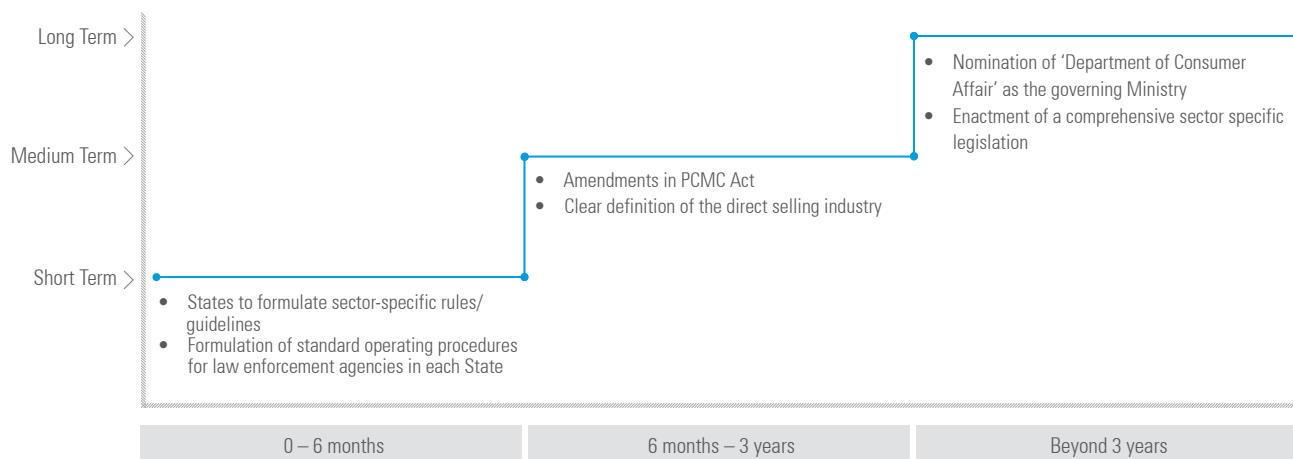 Long Term
• Nomination of ‘Department of Consumer
Affair’ as the governing Ministry
• Enactment of a comprehensive sector specific
legislation
Medium Term
• Amendments in PCMC Act
• Clear definition of the direct selling industry
Short Term
• States to formulate sector-specific rules/
guidelines
• Formulation of standard operating procedures
for law enforcement agencies in each State
0 – 6 months
6 months – 3 years
Beyond 3 years